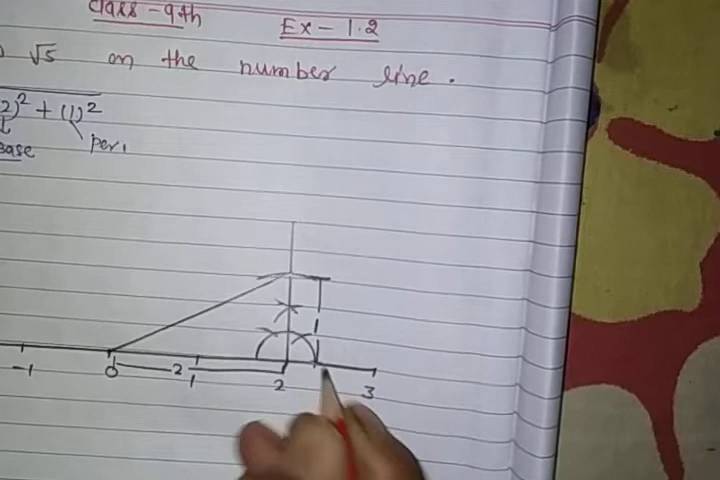 Class - 9th
Ex - 1.2
√5 on the number line.
2)² + (1)²
Base
per.
1
-1 0 2 1 2 3